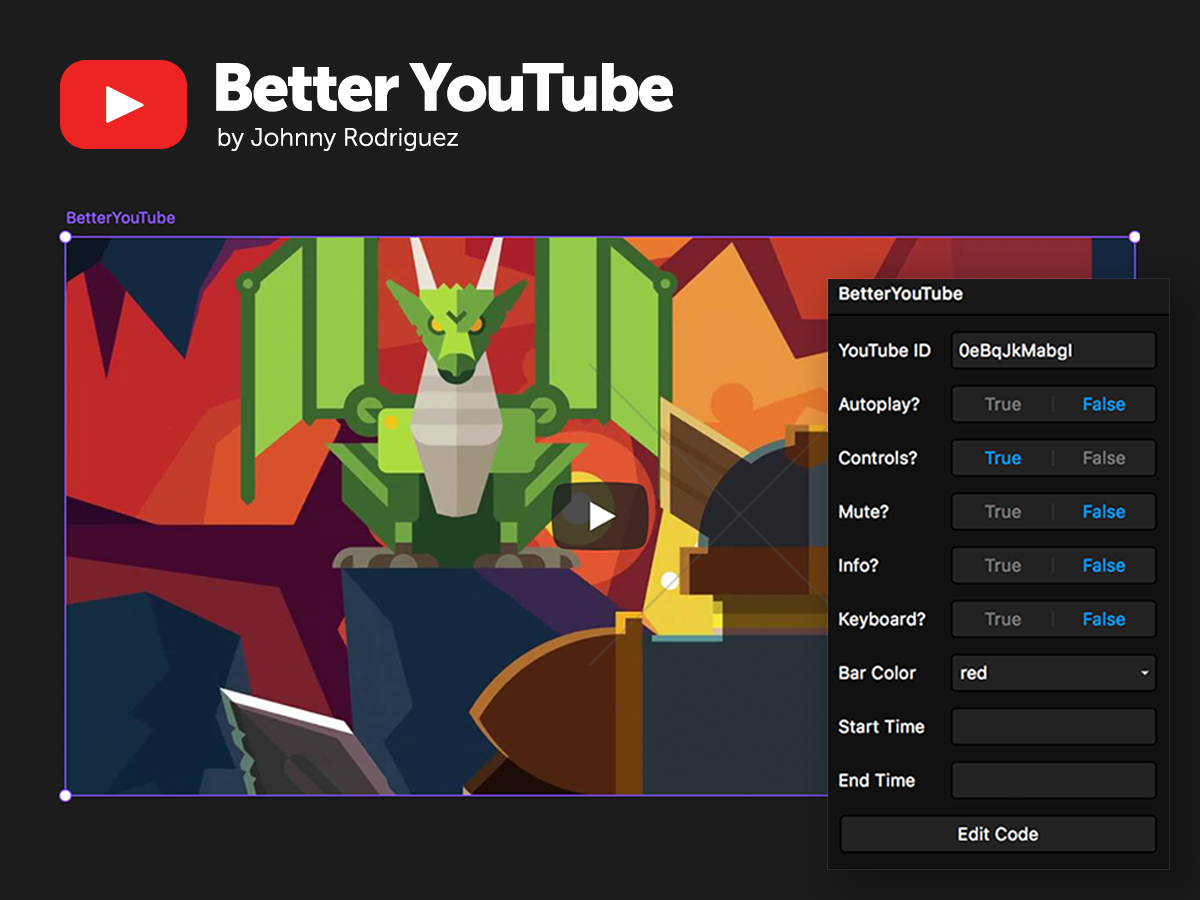 Better YouTube
by Johnny Rodriguez
BetterYouTube
BetterYouTube
YouTube ID 0eBqJkMabgI
Autoplay? True False
Controls? True False
Mute? True False
Info? True False
Keyboard? True False
Bar Color red
Start Time
End Time
Edit Code